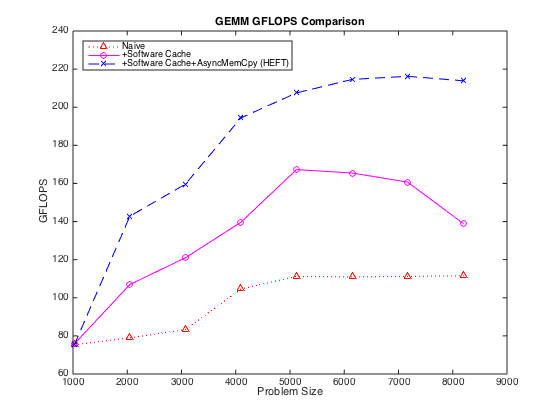 GEMM GFLOPS Comparison
Naive
+Software Cache
+Software Cache+AsyncMemCpy (HEFT)
GFLOPS
240
220
200
180
160
140
120
100
80
60
1000 2000 3000 4000 5000 6000 7000 8000 9000
Problem Size